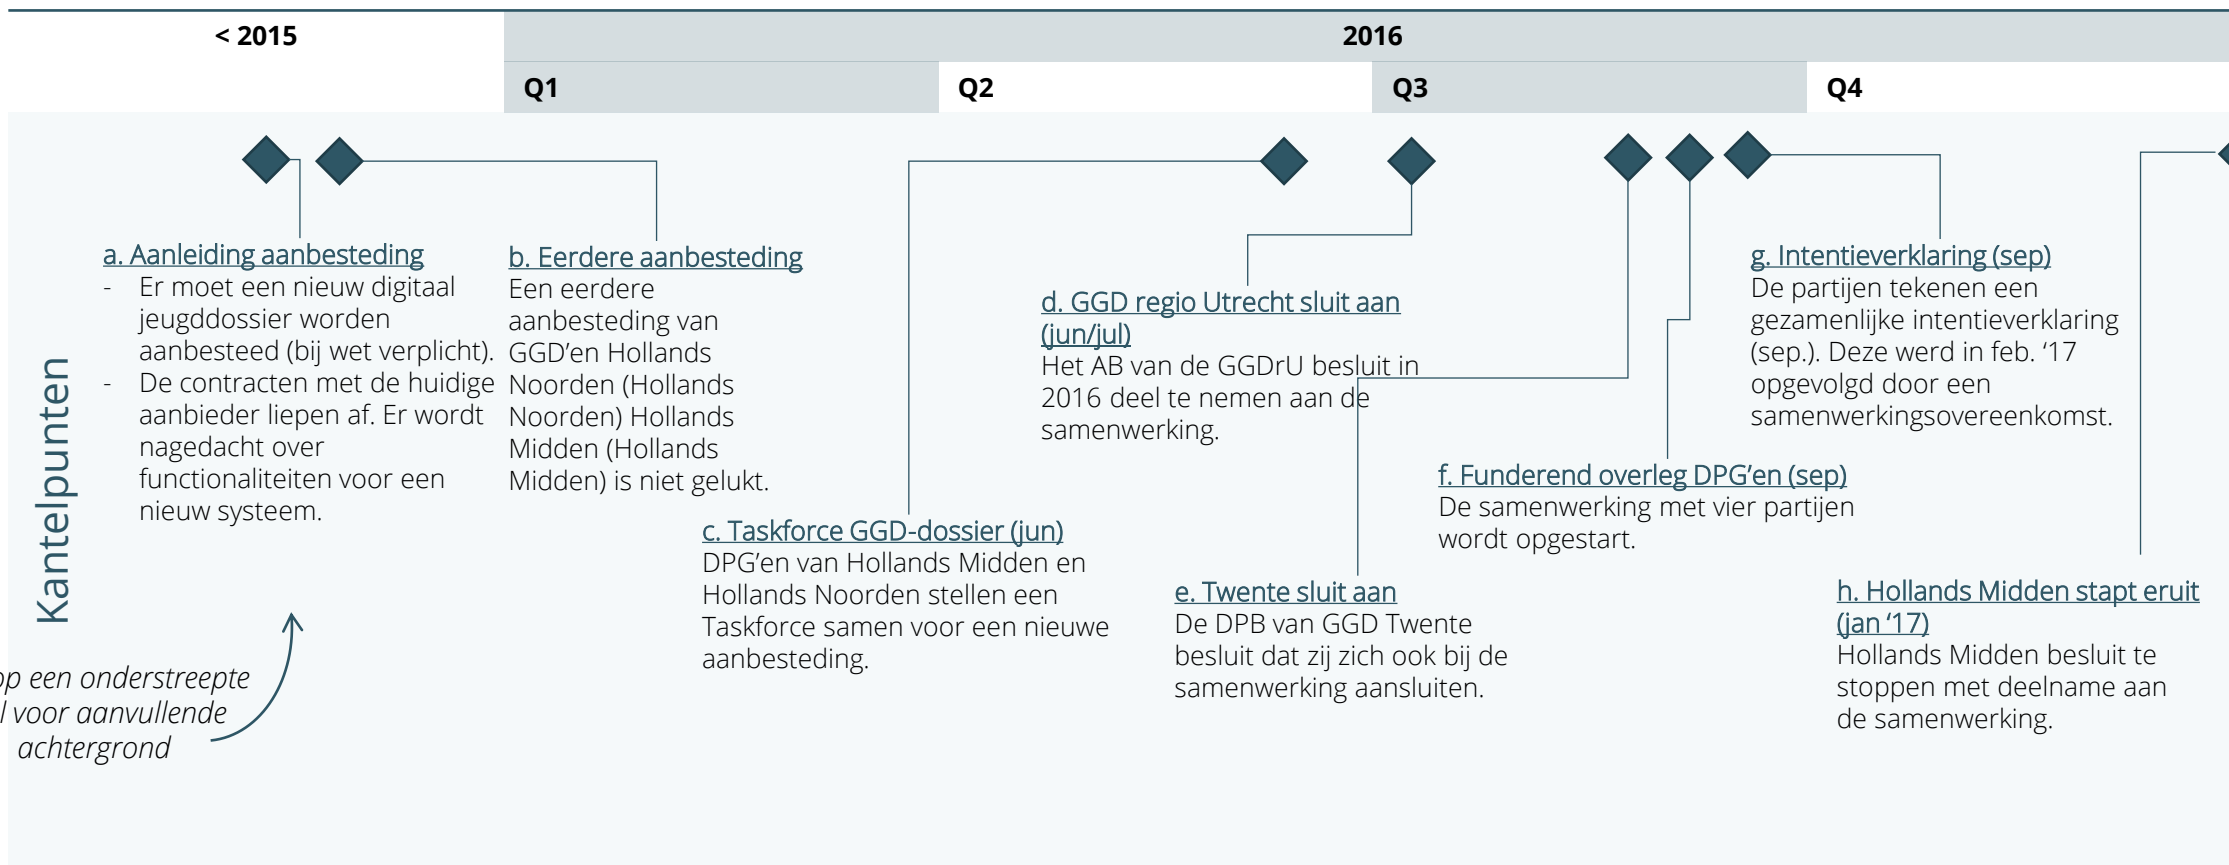 < 2015
2016
Q1
Q2
Q3
Q4
Kantelpunten
a. Aanleiding aanbesteding
- Er moet een nieuw digitaal
jeugddossier worden
aanbesteed (bij wet verplicht).
- De contracten met de huidige
aanbieder liepen af. Er wordt
nagedacht over
functionaliteiten voor een
nieuw systeem.
b. Eerdere aanbesteding
Een eerdere
aanbesteding van
GGD’en Hollands
Noorden (Hollands
Noorden) Hollands
Midden (Hollands
Midden) is niet gelukt.
c. Taskforce GGD-dossier (jun)
DPG’en van Hollands Midden en
Hollands Noorden stellen een
Taskforce samen voor een nieuwe
aanbesteding.
d. GGD regio Utrecht sluit aan
(jun/jul)
Het AB van de GGDrU besluit in
2016 deel te nemen aan de
samenwerking.
e. Twente sluit aan
De DPB van GGD Twente
besluit dat zij zich ook bij de
samenwerking aansluiten.
f. Funderend overleg DPG’en (sep)
De samenwerking met vier partijen
wordt opgestart.
g. Intentieverklaring (sep)
De partijen tekenen een
gezamenlijke intentieverklaring
(sep.). Deze werd in feb. ‘17
opgevolgd door een
samenwerkingsovereenkomst.
h. Hollands Midden stapt eruit
(jan ‘17)
Hollands Midden besluit te
stoppen met deelname aan
de samenwerking.
op een onderstreepte
l voor aanvullende
achtergrond